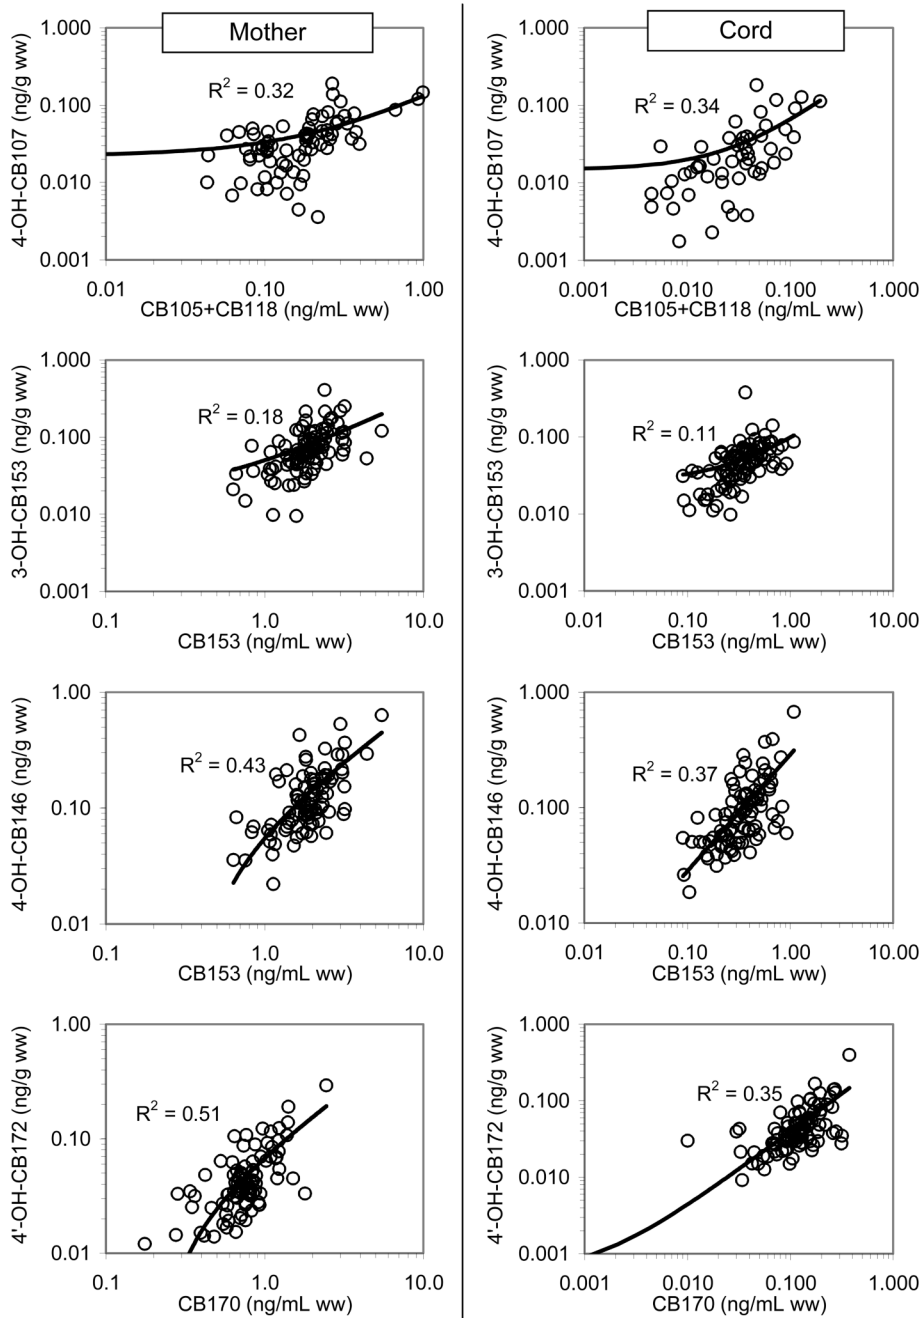 Mother
1.000
0.100
0.010
0.001
4-OH-CB107 (ng/g ww)
R² = 0.32
0.01
0.10
1.00
CB105+CB118 (ng/mL ww)
Cord
1.000
0.100
0.010
0.001
4-OH-CB107 (ng/g ww)
R² = 0.34
0.001
0.010
0.100
1.000
CB105+CB118 (ng/mL ww)
1.000
0.100
0.010
0.001
3-OH-CB153 (ng/g ww)
R² = 0.18
0.1
1.0
10.0
CB153 (ng/mL ww)
1.000
0.100
0.010
0.001
3-OH-CB153 (ng/g ww)
R² = 0.11
0.01
0.10
1.00
10.00
CB153 (ng/mL ww)
1.00
0.10
0.01
4-OH-CB146 (ng/g ww)
R² = 0.43
0.1
1.0
10.0
CB153 (ng/mL ww)
1.000
0.100
0.010
4-OH-CB146 (ng/g ww)
R² = 0.37
0.01
0.10
1.00
10.00
CB153 (ng/mL ww)
1.00
0.10
0.01
4'-OH-CB172 (ng/g ww)
R² = 0.51
0.1
1.0
10.0
CB170 (ng/mL ww)
1.000
0.100
0.010
0.001
4'-OH-CB172 (ng/g ww)
R² = 0.35
0.001
0.010
0.100
1.000
CB170 (ng/mL ww)